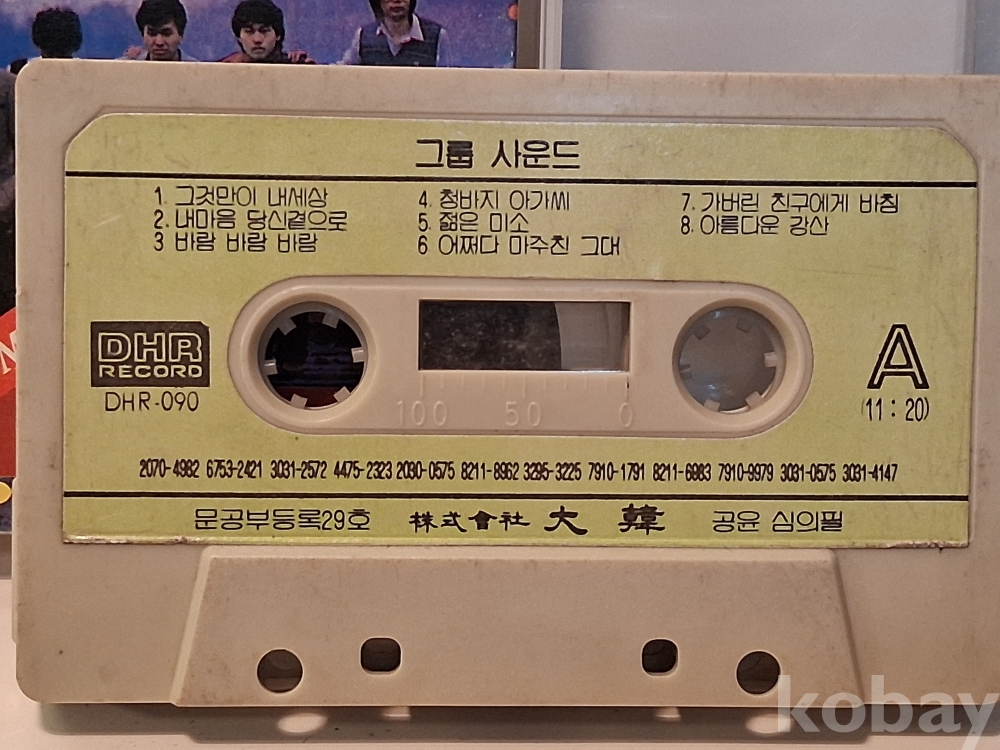 그룹 사운드
1. 그것만이 내세상
2. 내마음 당신곁으로
3 바람 바람 바람
4. 청바지 아가씨
5. 젊은 미소
6 어쩌다 마주친 그대
7. 가버린 친구에게 바침
8. 아름다운 강산
DHR
RECORD
DHR-090
A
(11 : 20)
100 50 0
2070-4982 6753-2421 3031-2572 4475-2323 2030-0575 8211-8962 3295-3225 7910-1791 8211-6983 7910-9979 3031-0575 3031-4147
문공부등록29호 株式會社 大韓 공윤 심의필
kobay